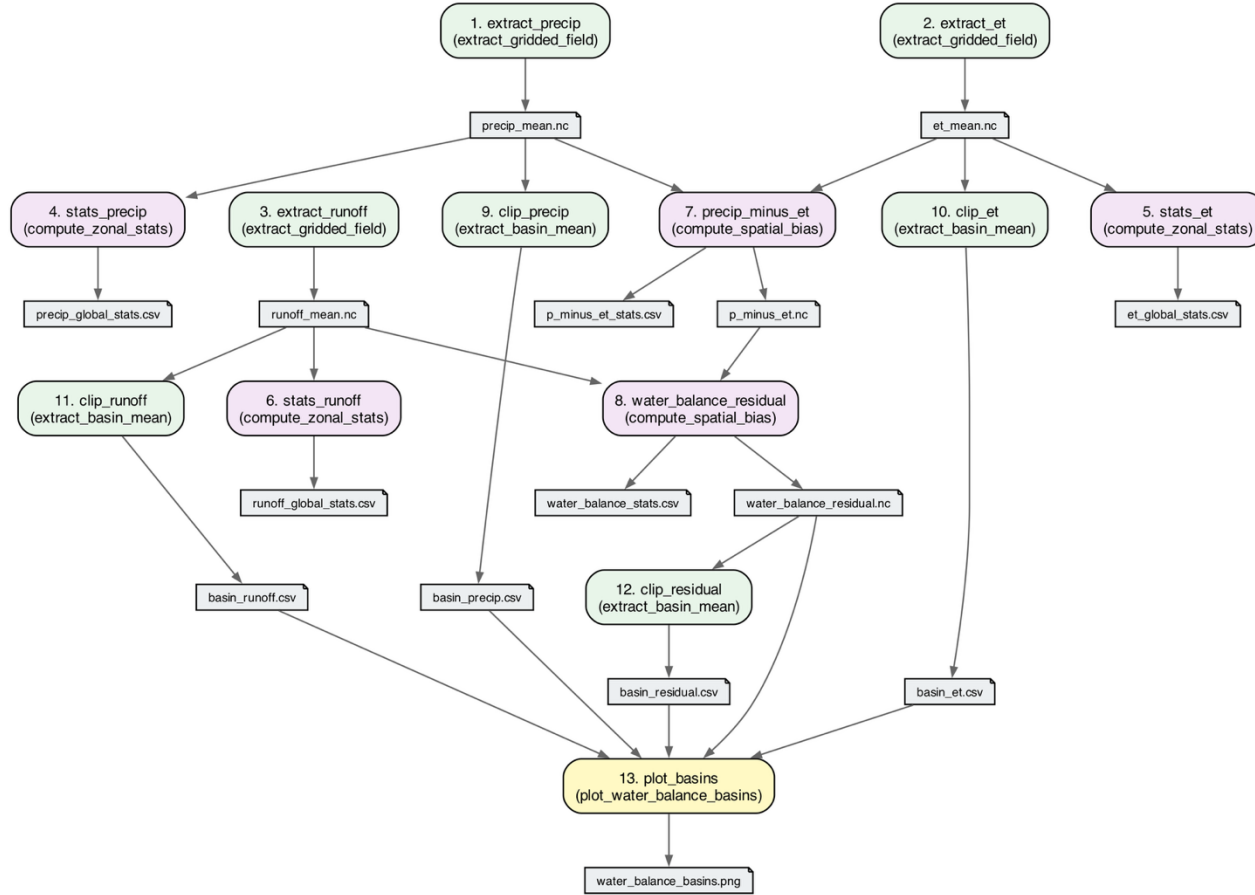 1. extract_precip
(extract_gridded_field)
2. extract_et
(extract_gridded_field)
precip_mean.nc
et_mean.nc
4. stats_precip
(compute_zonal_stats)
3. extract_runoff
(extract_gridded_field)
9. clip_precip
(extract_basin_mean)
7. precip_minus_et
(compute_spatial_bias)
10. clip_et
(extract_basin_mean)
5. stats_et
(compute_zonal_stats)
precip_global_stats.csv
runoff_mean.nc
p_minus_et_stats.csv
p_minus_et.nc
et_global_stats.csv
11. clip_runoff
(extract_basin_mean)
6. stats_runoff
(compute_zonal_stats)
8. water_balance_residual
(compute_spatial_bias)
runoff_global_stats.csv
water_balance_stats.csv
water_balance_residual.nc
basin_runoff.csv
basin_precip.csv
12. clip_residual
(extract_basin_mean)
basin_residual.csv
basin_et.csv
13. plot_basins
(plot_water_balance_basins)
water_balance_basins.png